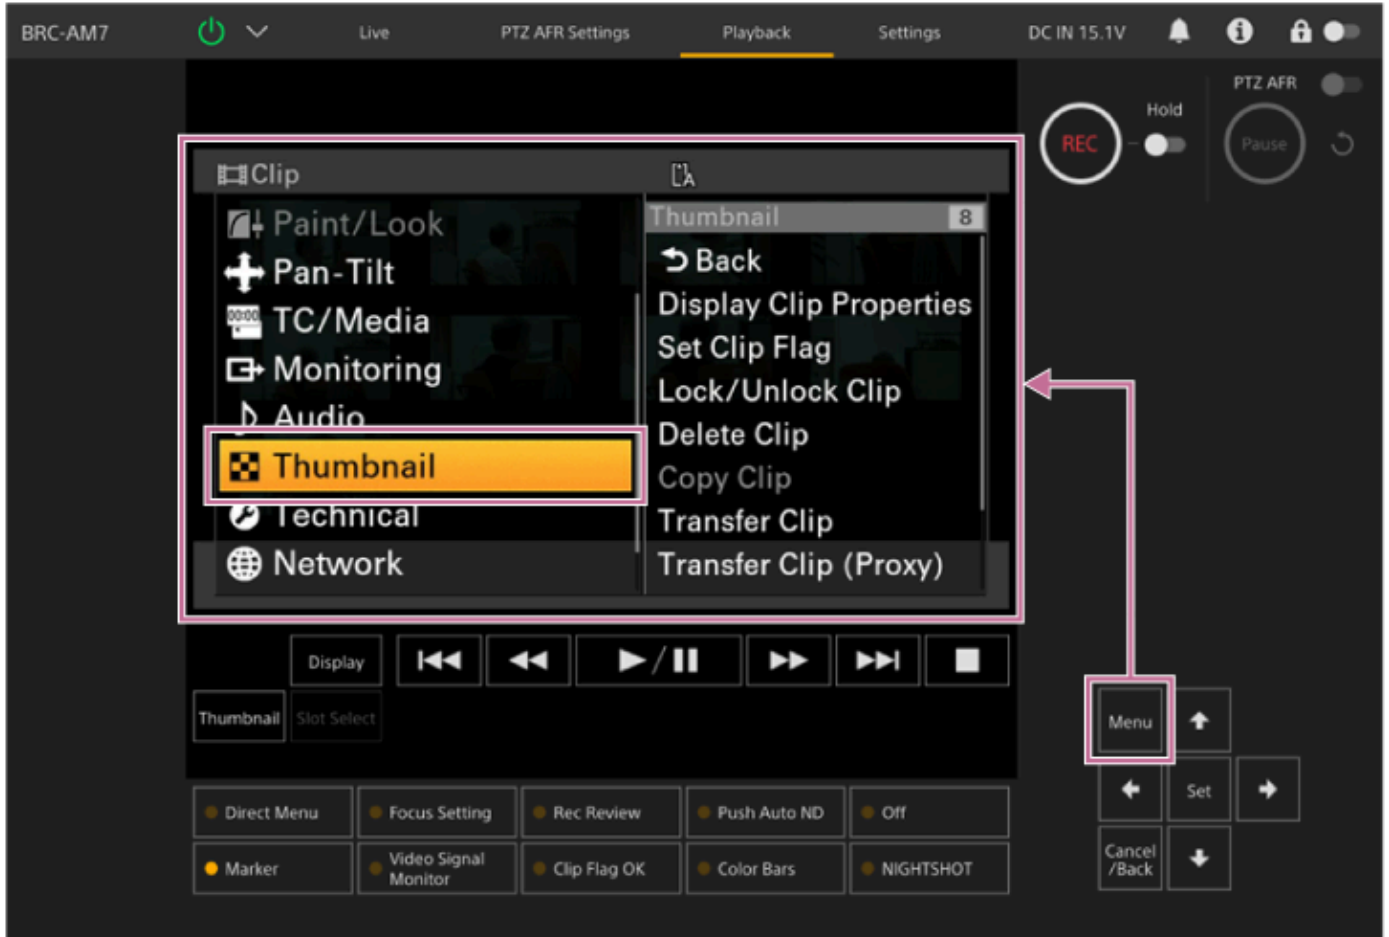 BRC-AM7
Live
PTZ AFR Settings
Playback
Settings
DC IN 15.1V
PTZ AFR
Hold
REC
Pause
Clip
A
Paint/Look
Pan-Tilt
00:00
TC/Media
Monitoring
Audio
Thumbnail
Technical
Network
Thumbnail 8
Back
Display Clip Properties
Set Clip Flag
Lock/Unlock Clip
Delete Clip
Copy Clip
Transfer Clip
Transfer Clip (Proxy)
Display
Thumbnail
Slot Select
Menu
Set
Cancel
/Back
Direct Menu
Focus Setting
Rec Review
Push Auto ND
Off
Marker
Video Signal
Monitor
Clip Flag OK
Color Bars
NIGHTSHOT